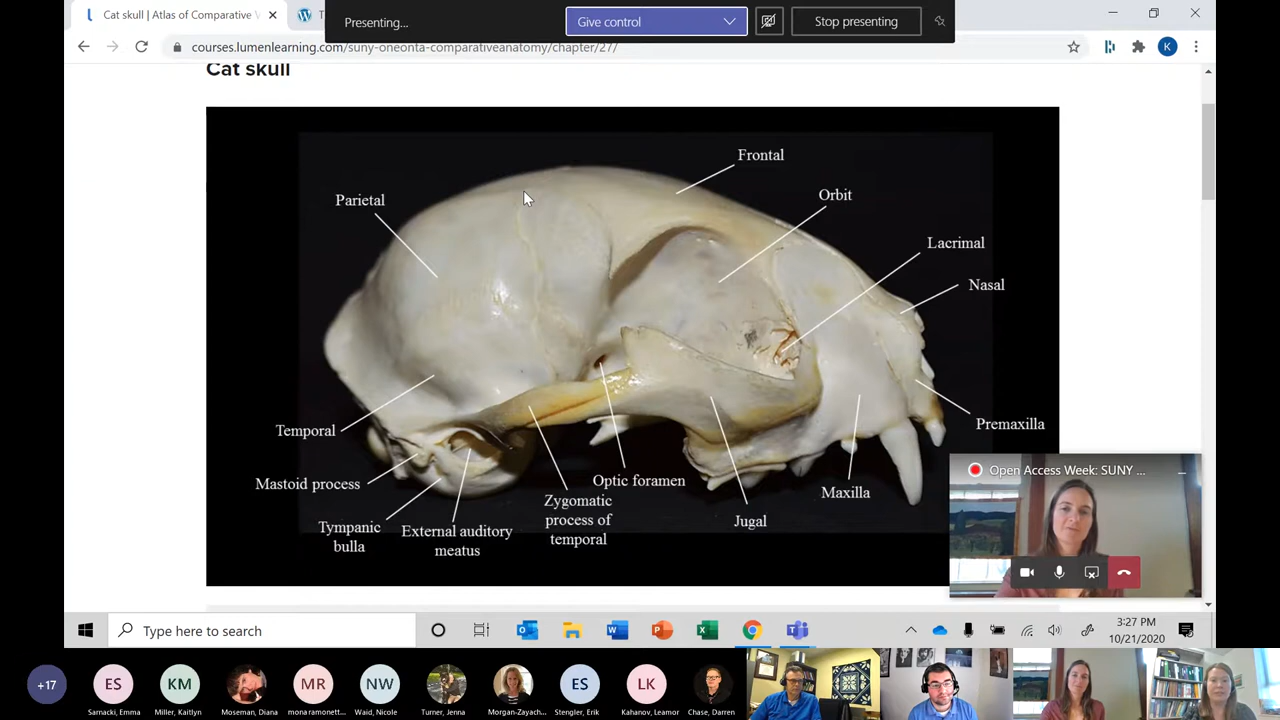 Cat skull | Atlas of Comparative V
T
Presenting...
Give control
Stop presenting
courses.lumenlearning.com/suny-oneonta-comparativeanatomy/chapter/27/
K
Cat skull
Frontal
Parietal
Orbit
Lacrimal
Nasal
Temporal
Premaxilla
Mastoid process
Optic foramen
Maxilla
Zygomatic
process of
temporal
Jugal
Tympanic
bulla
External auditory
meatus
Open Access Week: SUNY ...
Type here to search
3:27 PM
10/21/2020
+17
ES
KM
MR
NW
ES
LK
Sarnacki, Emma
Miller, Kaitlyn
Moseman, Diana
mona ramonett...
Waid, Nicole
Turner, Jenna
Morgan-Zayach...
Stengler, Erik
Kahanov, Leamor
Chase, Darren